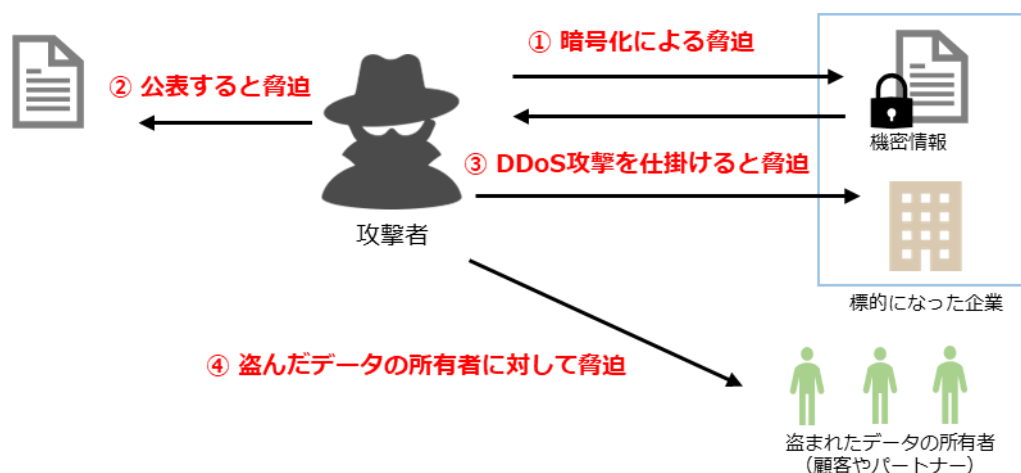 ① 暗号化による脅迫
② 公表すると脅迫
機密情報
③ DDoS攻撃を仕掛けると脅迫
攻撃者
標的になった企業
④ 盗んだデータの所有者に対して脅迫
盗まれたデータの所有者
（顧客やパートナー）